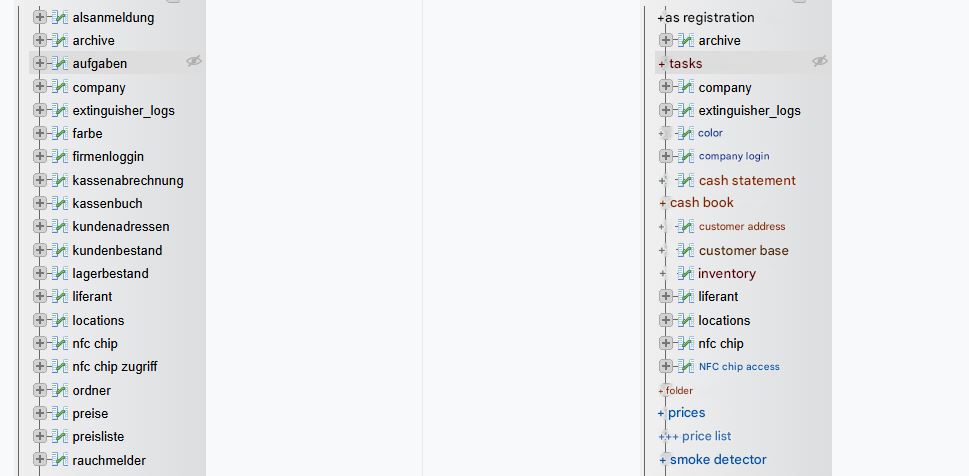 alsanmeldung
archive
aufgaben
company
extinguisher_logs
farbe
firmenloggin
kassenabrechnung
kassenbuch
kundenadressen
kundenbestand
lagerbestand
liferant
locations
nfc chip
nfc chip zugriff
ordner
preise
preisliste
rauchmelder
+as registration
archive
+ tasks
company
extinguisher_logs
color
company login
cash statement
+ cash book
customer address
customer base
inventory
liferant
locations
nfc chip
NFC chip access
+ folder
+ prices
+++ price list
+ smoke detector